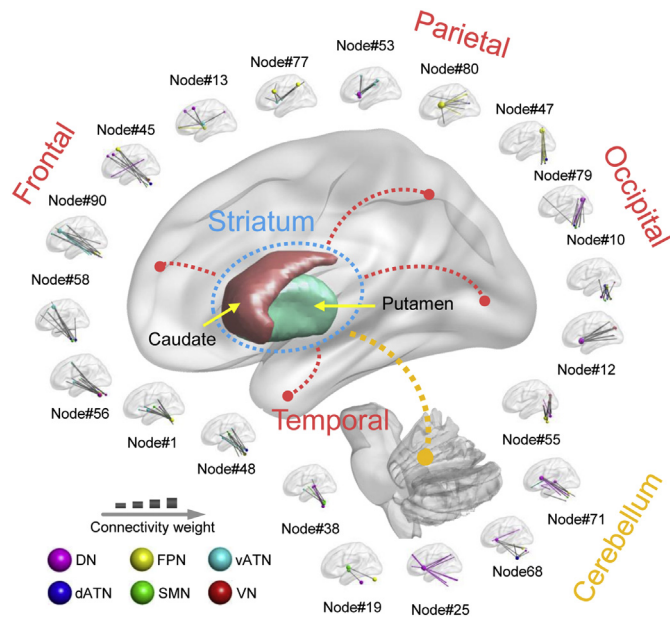 Parietal
Node#53
Node#77
Node#80
Node#13
Node#47
Node#45
Frontal
Occipital
Node#79
Node#90
Striatum
Node#10
Node#58
Putamen
Caudate
Node#12
Node#56
Temporal
Node#1
Node#55
Node#48
Cerebellum
Node#71
Connectivity weight
Node#38
Node68
DN
FPN
vATN
dATN
SMN
VN
Node#19
Node#25